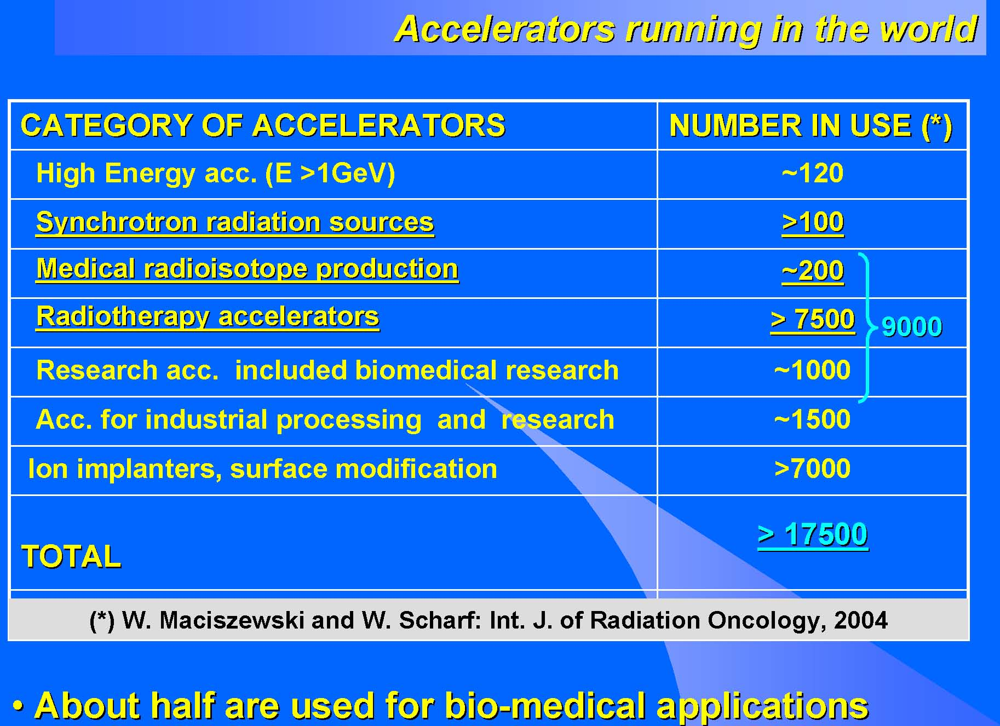 Accelerators running in the world
CATEGORY OF ACCELERATORS NUMBER IN USE (*)
High Energy acc. (E >1GeV) ~120
Synchrotron radiation sources >100
Medical radioisotope production ~200
Radiotherapy accelerators > 7500 9000
Research acc. included biomedical research ~1000
Acc. for industrial processing and research ~1500
Ion implanters, surface modification >7000
TOTAL > 17500
(*) W. Maciszewski and W. Scharf: Int. J. of Radiation Oncology, 2004
• About half are used for bio-medical applications